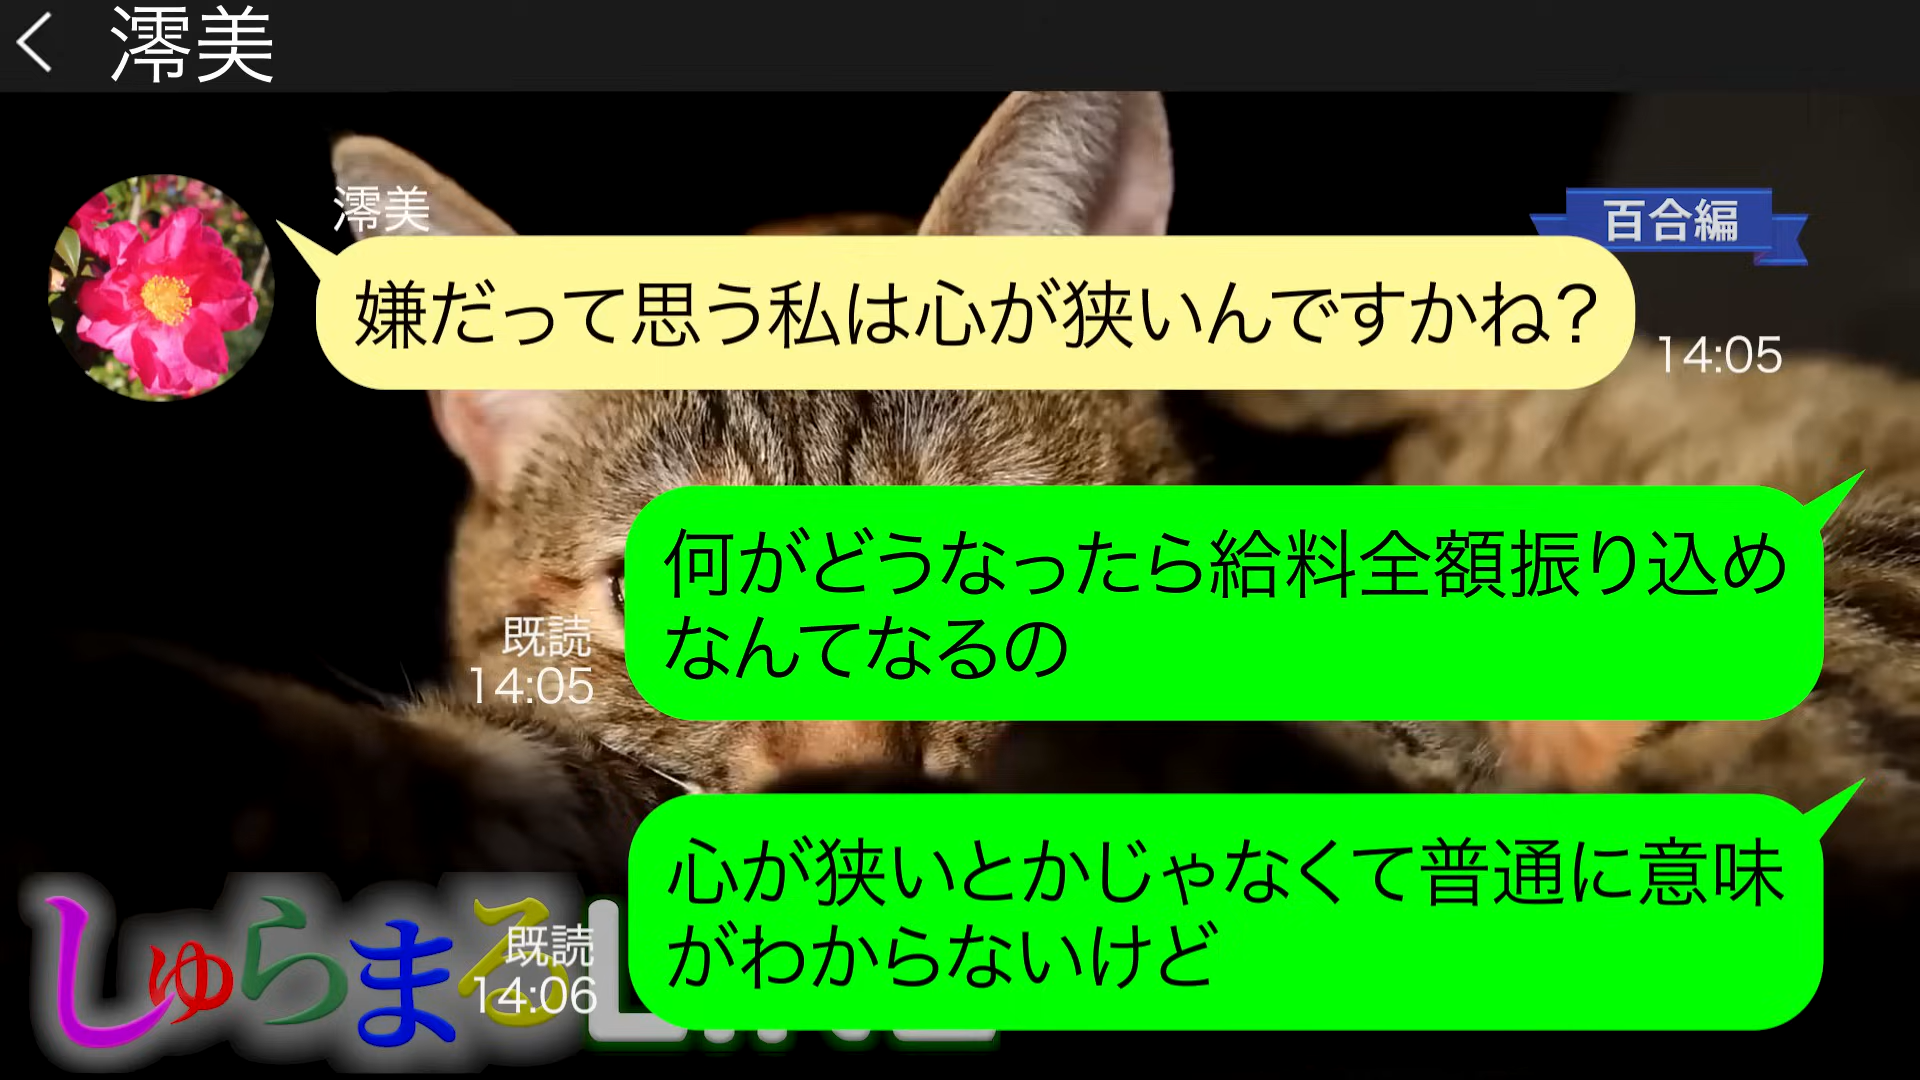 澪美
澪美
百合編
嫌だって思う私は心が狭いんですかね?
14:05
何がどうなったら給料全額振り込め
なんてなるの
既読
14:05
心が狭いとかじゃなくて普通に意味
がわからないけど
既読
14:06
しゅらまる